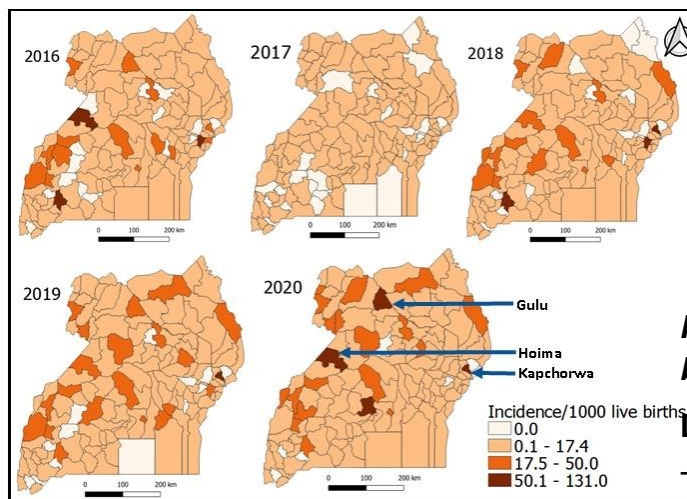 2016
2017
2018
0 100 200 km
0 100 200 km
0 100 200 km
2019
2020
Gulu
Hoima
Kapchorwa
0 100 200 km
0 100 200 km
Incidence/1000 live births
0.0
0.1 - 17.4
17.5 - 50.0
50.1 - 131.0